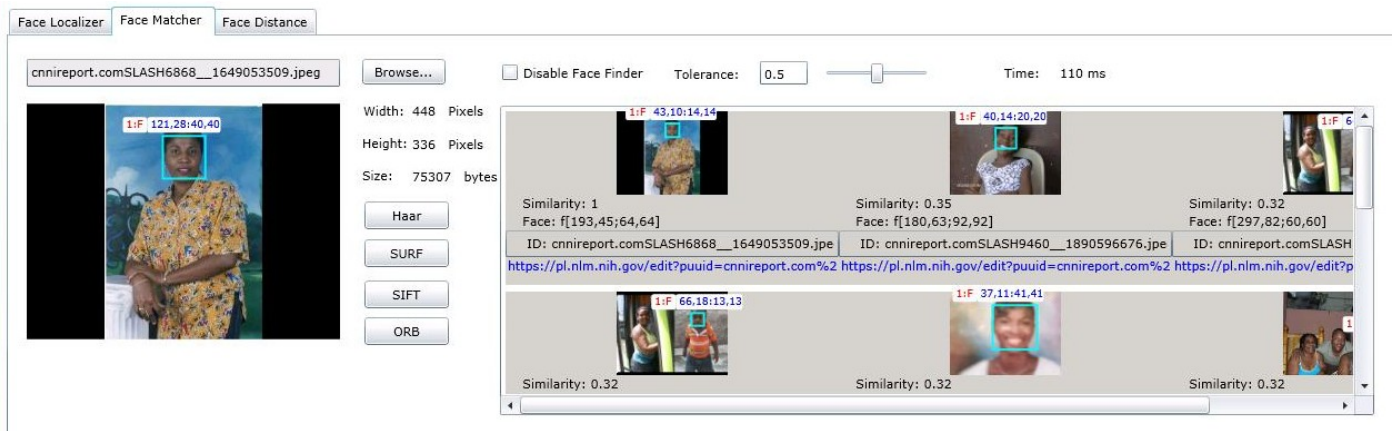 Face Localizer Face Matcher Face Distance
cnnireport.comSLASH6868__1649053509.jpeg Browse... Disable Face Finder Tolerance: 0.5 Time: 110 ms
Width: 448 Pixels
Height: 336 Pixels
Size: 75307 bytes
Haar
SURF
SIFT
ORB
1:F 121,28:40,40
1:F 43,10:14,14 1:F 40,14:20,20 1:F 6
Similarity: 1 Similarity: 0.35 Similarity: 0.32
Face: f[193,45;64,64] Face: f[180,63;92,92] Face: f[297,82;60,60]
ID: cnnireport.comSLASH6868__1649053509.jpe ID: cnnireport.comSLASH9460__1890596676.jpe ID: cnnireport.comSLASH
https://pl.nlm.nih.gov/edit?puuid=cnnireport.com%2 https://pl.nlm.nih.gov/edit?puuid=cnnireport.com%2 https://pl.nlm.nih.gov/edit?p
1:F 66,18:13,13 1:F 37,11:41,41 1
Similarity: 0.32 Similarity: 0.32 Similarity: 0.32